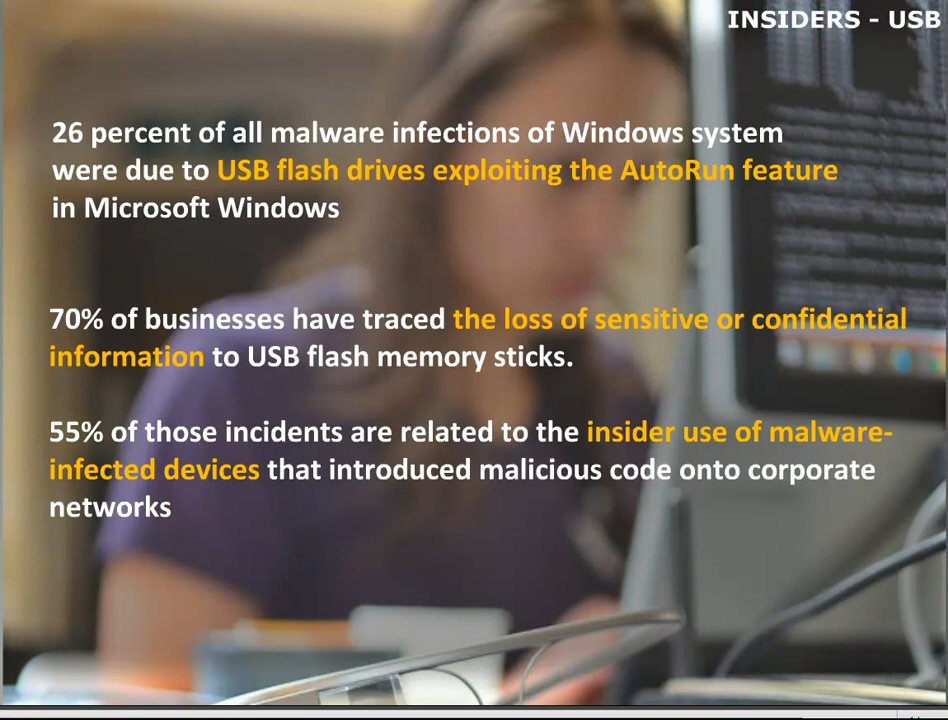 INSIDERS - USB
26 percent of all malware infections of Windows system
were due to USB flash drives exploiting the AutoRun feature
in Microsoft Windows
70% of businesses have traced the loss of sensitive or confidential
information to USB flash memory sticks.
55% of those incidents are related to the insider use of malware-
infected devices that introduced malicious code onto corporate
networks